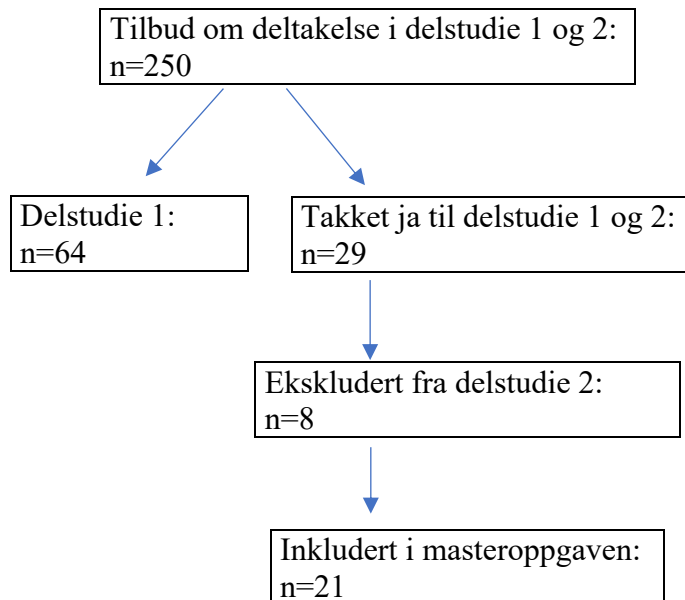 Tilbud om deltakelse i delstudie 1 og 2:
n=250
Delstudie 1:
n=64
Takket ja til delstudie 1 og 2:
n=29
Ekskludert fra delstudie 2:
n=8
Inkludert i masteroppgaven:
n=21